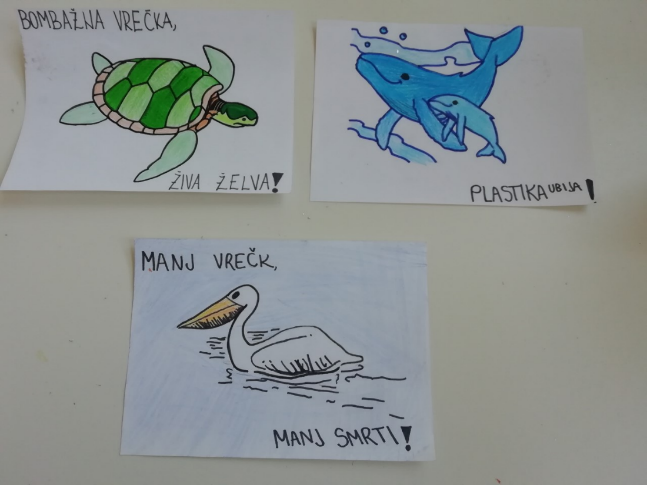 BOMBAŽNA VREČKA,
ŽIVA ŽELVA!
PLASTIKA UBIJA!
MANJ VREČK,
MANJ SMRTI!